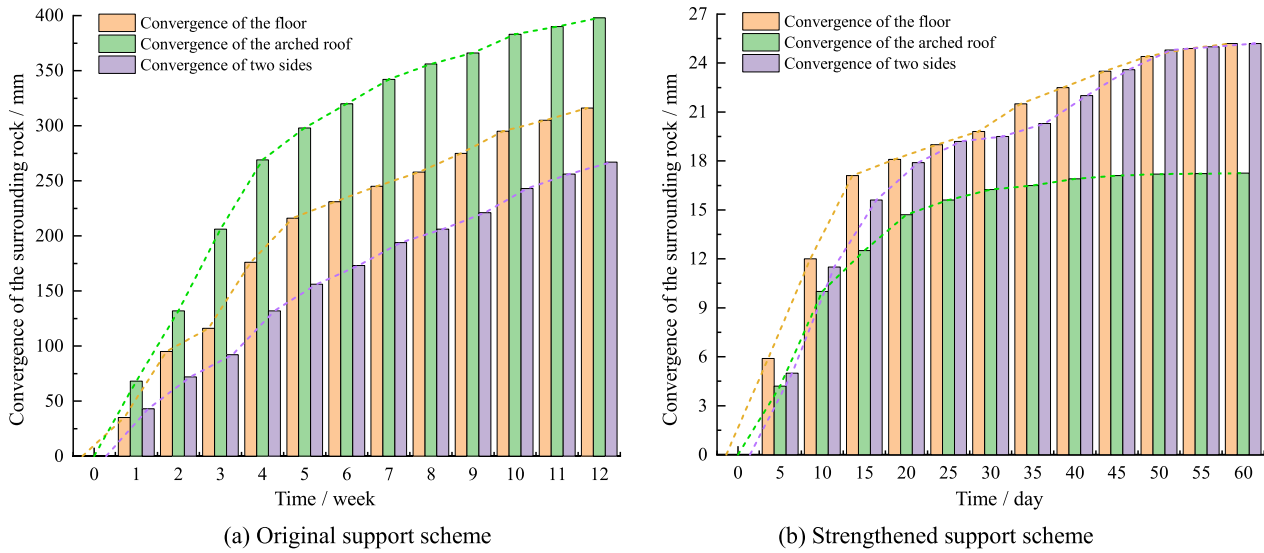 Convergence of the surrounding rock / mm
400
350
300
250
200
150
100
50
0
Convergence of the floor
Convergence of the arched roof
Convergence of two sides
0 1 2 3 4 5 6 7 8 9 10 11 12
Time / week
(a) Original support scheme
Convergence of the surrounding rock / mm
27
24
21
18
15
12
9
6
3
0
Convergence of the floor
Convergence of the arched roof
Convergence of two sides
0 5 10 15 20 25 30 35 40 45 50 55 60
Time / day
(b) Strengthened support scheme